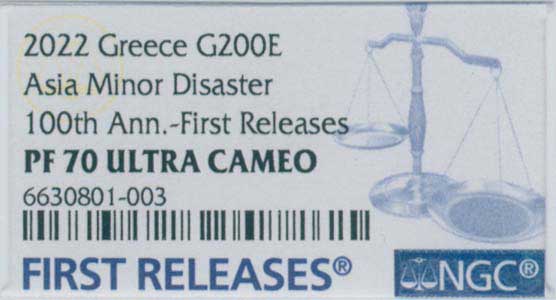 2022 Greece G200E
Asia Minor Disaster
100th Ann.-First Releases
PF 70 ULTRA CAMEO
6630801-003
FIRST RELEASES®
NGC®